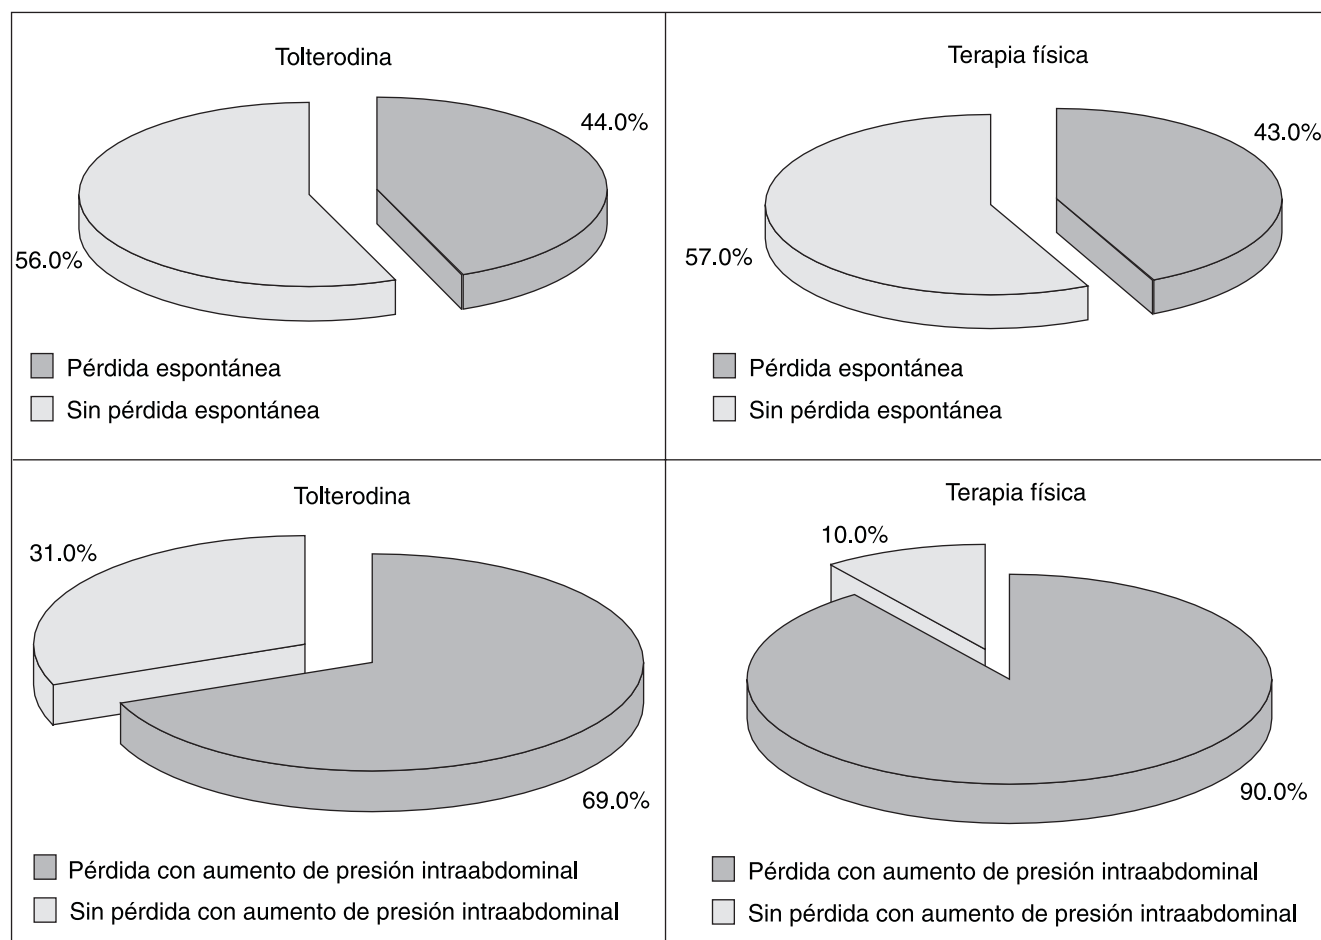 Tolterodina
44.0%
56.0%
Pérdida espontánea
Sin pérdida espontánea
Terapia física
43.0%
57.0%
Pérdida espontánea
Sin pérdida espontánea
Tolterodina
31.0%
69.0%
Pérdida con aumento de presión intraabdominal
Sin pérdida con aumento de presión intraabdominal
Terapia física
10.0%
90.0%
Pérdida con aumento de presión intraabdominal
Sin pérdida con aumento de presión intraabdominal